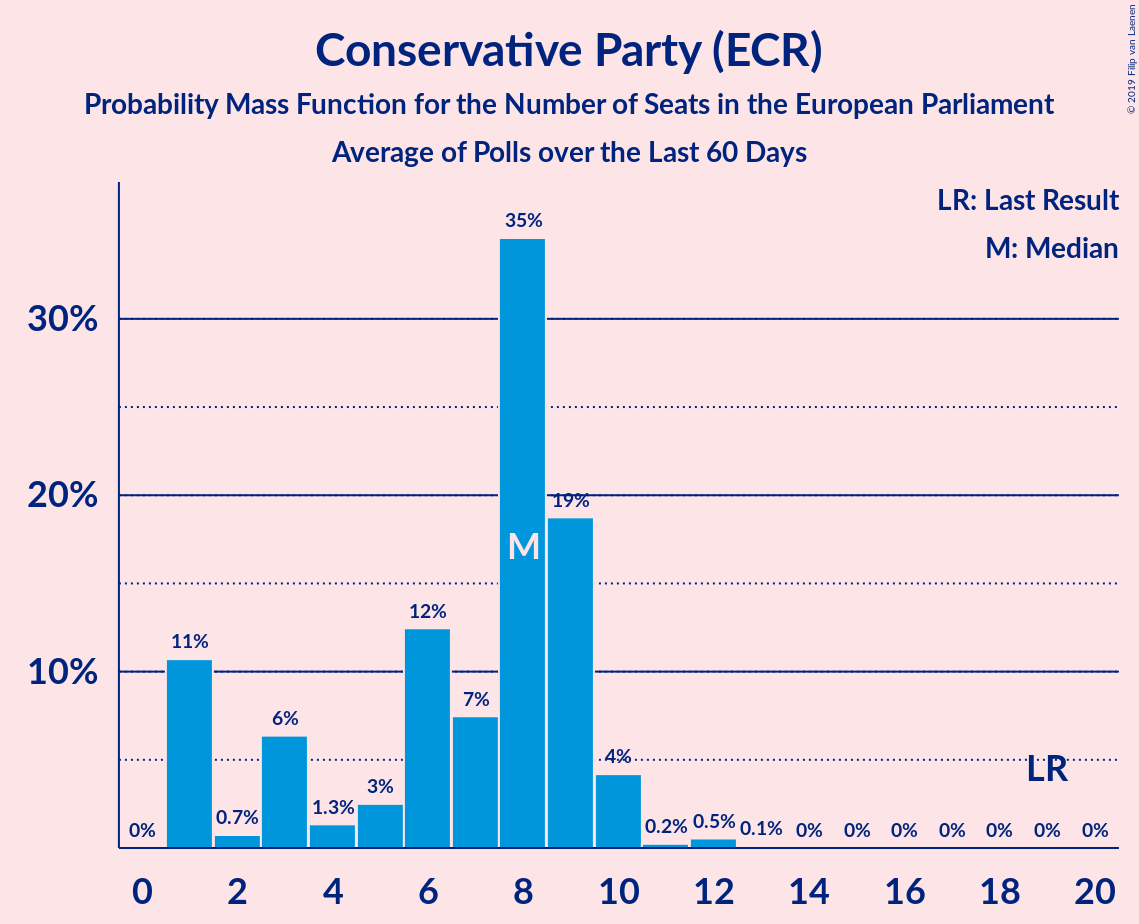 Conservative Party (ECR)
Probability Mass Function for the Number of Seats in the European Parliament
Average of Polls over the Last 60 Days
© 2019 Filip van Laenen
LR: Last Result
M: Median
30%
20%
10%
0%
11%
0.7%
6%
1.3%
3%
12%
7%
35%
19%
4%
0.2%
0.5%
0.1%
0%
0%
0%
0%
0%
0%
0%
M
LR
0 2 4 6 8 10 12 14 16 18 20